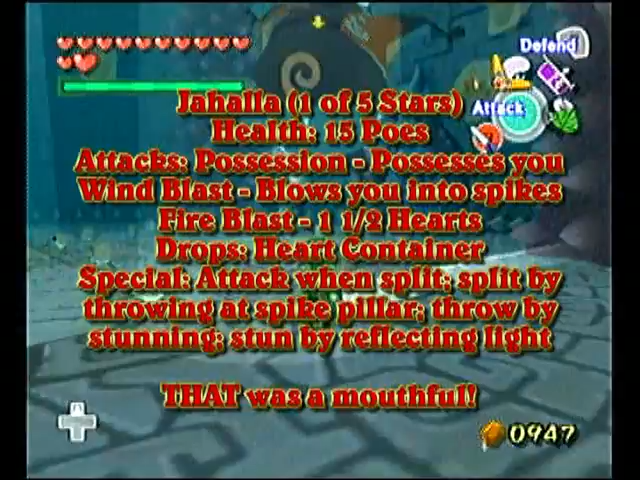 Defend
Attack
Jahalla (1 of 5 Stars)
Health: 15 Poes
Attacks: Possession - Possesses you
Wind Blast - Blows you into spikes
Fire Blast - 1 1/2 Hearts
Drops: Heart Container
Special: Attack when split; split by
throwing at spike pillar; throw by
stunning; stun by reflecting light
THAT was a mouthful!
0947